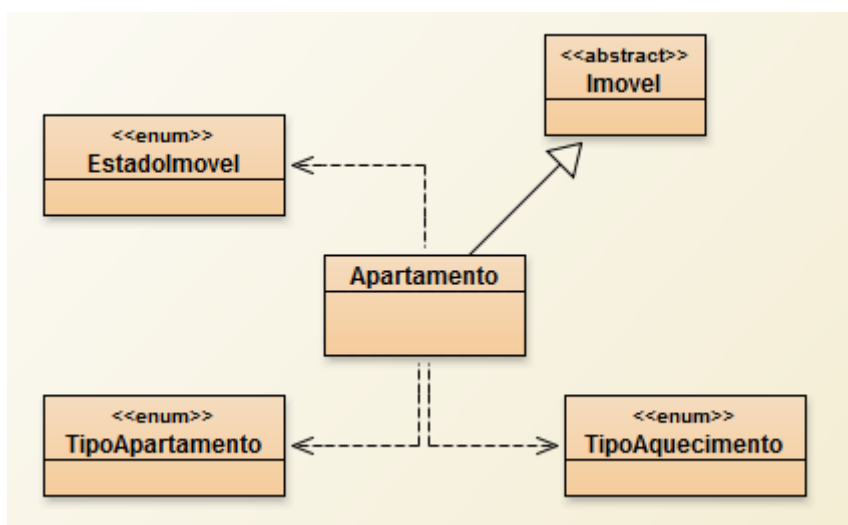 <<abstract>>
Imovel
<<enum>>
EstadoImovel
Apartamento
<<enum>>
TipoApartamento
<<enum>>
TipoAquecimento